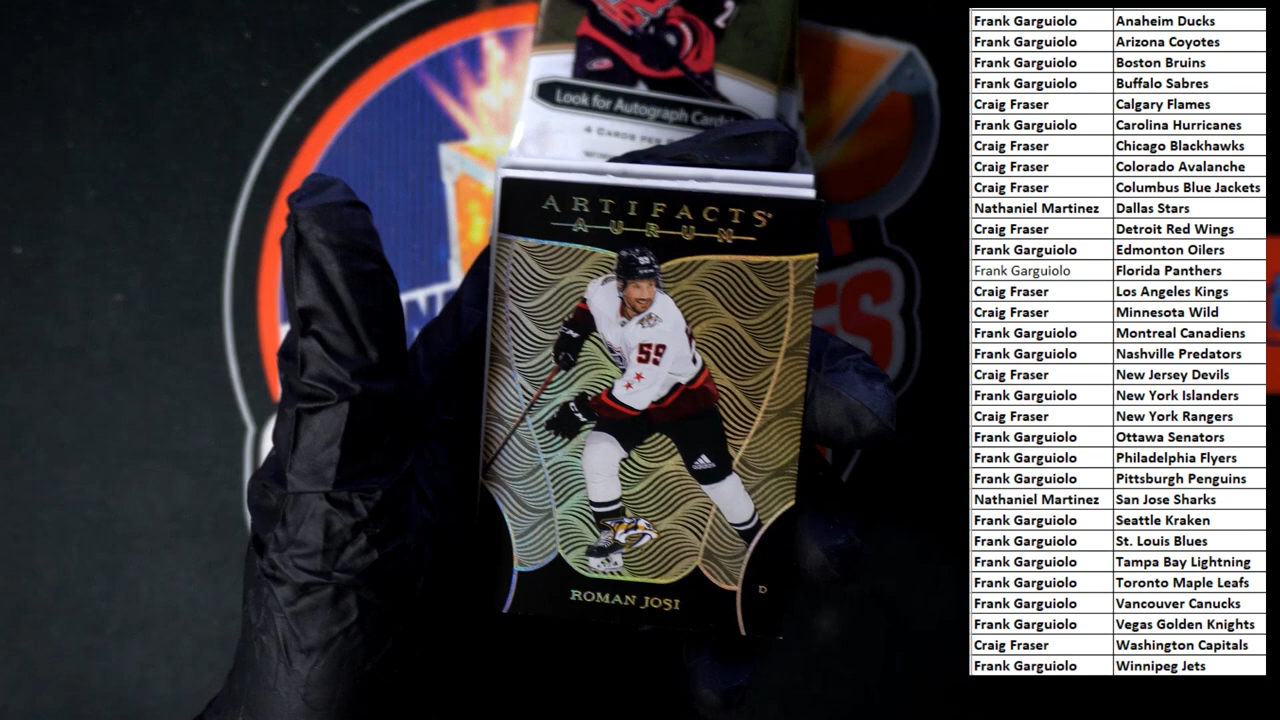 2
Look for Autograph Cards!
4 CARDS PER
ARTIFACTS
AURUM
59
59
CCM
CCM
adidas
ROMAN JOSI
D
Frank Garguiolo Anaheim Ducks
Frank Garguiolo Arizona Coyotes
Frank Garguiolo Boston Bruins
Frank Garguiolo Buffalo Sabres
Craig Fraser Calgary Flames
Frank Garguiolo Carolina Hurricanes
Craig Fraser Chicago Blackhawks
Craig Fraser Colorado Avalanche
Craig Fraser Columbus Blue Jackets
Nathaniel Martinez Dallas Stars
Craig Fraser Detroit Red Wings
Frank Garguiolo Edmonton Oilers
Frank Garguiolo Florida Panthers
Craig Fraser Los Angeles Kings
Craig Fraser Minnesota Wild
Frank Garguiolo Montreal Canadiens
Frank Garguiolo Nashville Predators
Craig Fraser New Jersey Devils
Frank Garguiolo New York Islanders
Craig Fraser New York Rangers
Frank Garguiolo Ottawa Senators
Frank Garguiolo Philadelphia Flyers
Frank Garguiolo Pittsburgh Penguins
Nathaniel Martinez San Jose Sharks
Frank Garguiolo Seattle Kraken
Frank Garguiolo St. Louis Blues
Frank Garguiolo Tampa Bay Lightning
Frank Garguiolo Toronto Maple Leafs
Frank Garguiolo Vancouver Canucks
Frank Garguiolo Vegas Golden Knights
Craig Fraser Washington Capitals
Frank Garguiolo Winnipeg Jets